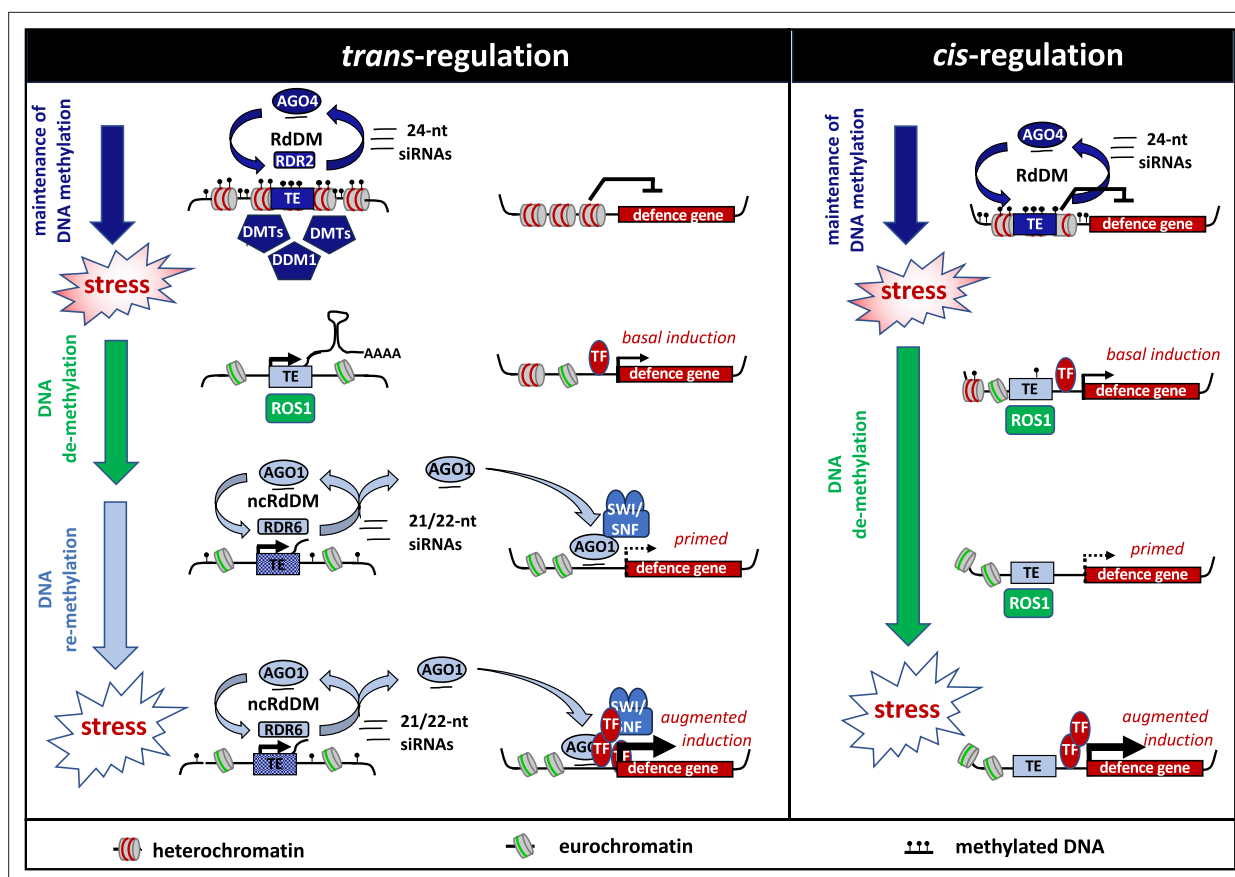 trans-regulation
cis-regulation
maintenance of
DNA methylation
AGO4
RdDM
RDR2
24-nt
siRNAs
TE
DMTs
DMTs
DDM1
defence gene
stress
maintenance of
DNA methylation
AGO4
RdDM
24-nt
siRNAs
TE
defence gene
stress
DNA
de-methylation
AAAA
TE
ROS1
basal induction
TF
defence gene
DNA
de-methylation
basal induction
TF
TE
defence gene
ROS1
DNA
re-methylation
AGO1
ncRdDM
RDR6
TE
21/22-nt
siRNAs
AGO1
SWI/
SNF
AGO1
primed
defence gene
primed
TE
defence gene
ROS1
stress
AGO1
ncRdDM
RDR6
TE
21/22-nt
siRNAs
AGO1
SWI/
SNF
TF
AGO
TF
F
augmented
induction
defence gene
stress
augmented
induction
TF
TF
TE
defence gene
heterochromatin
eurochromatin
methylated DNA